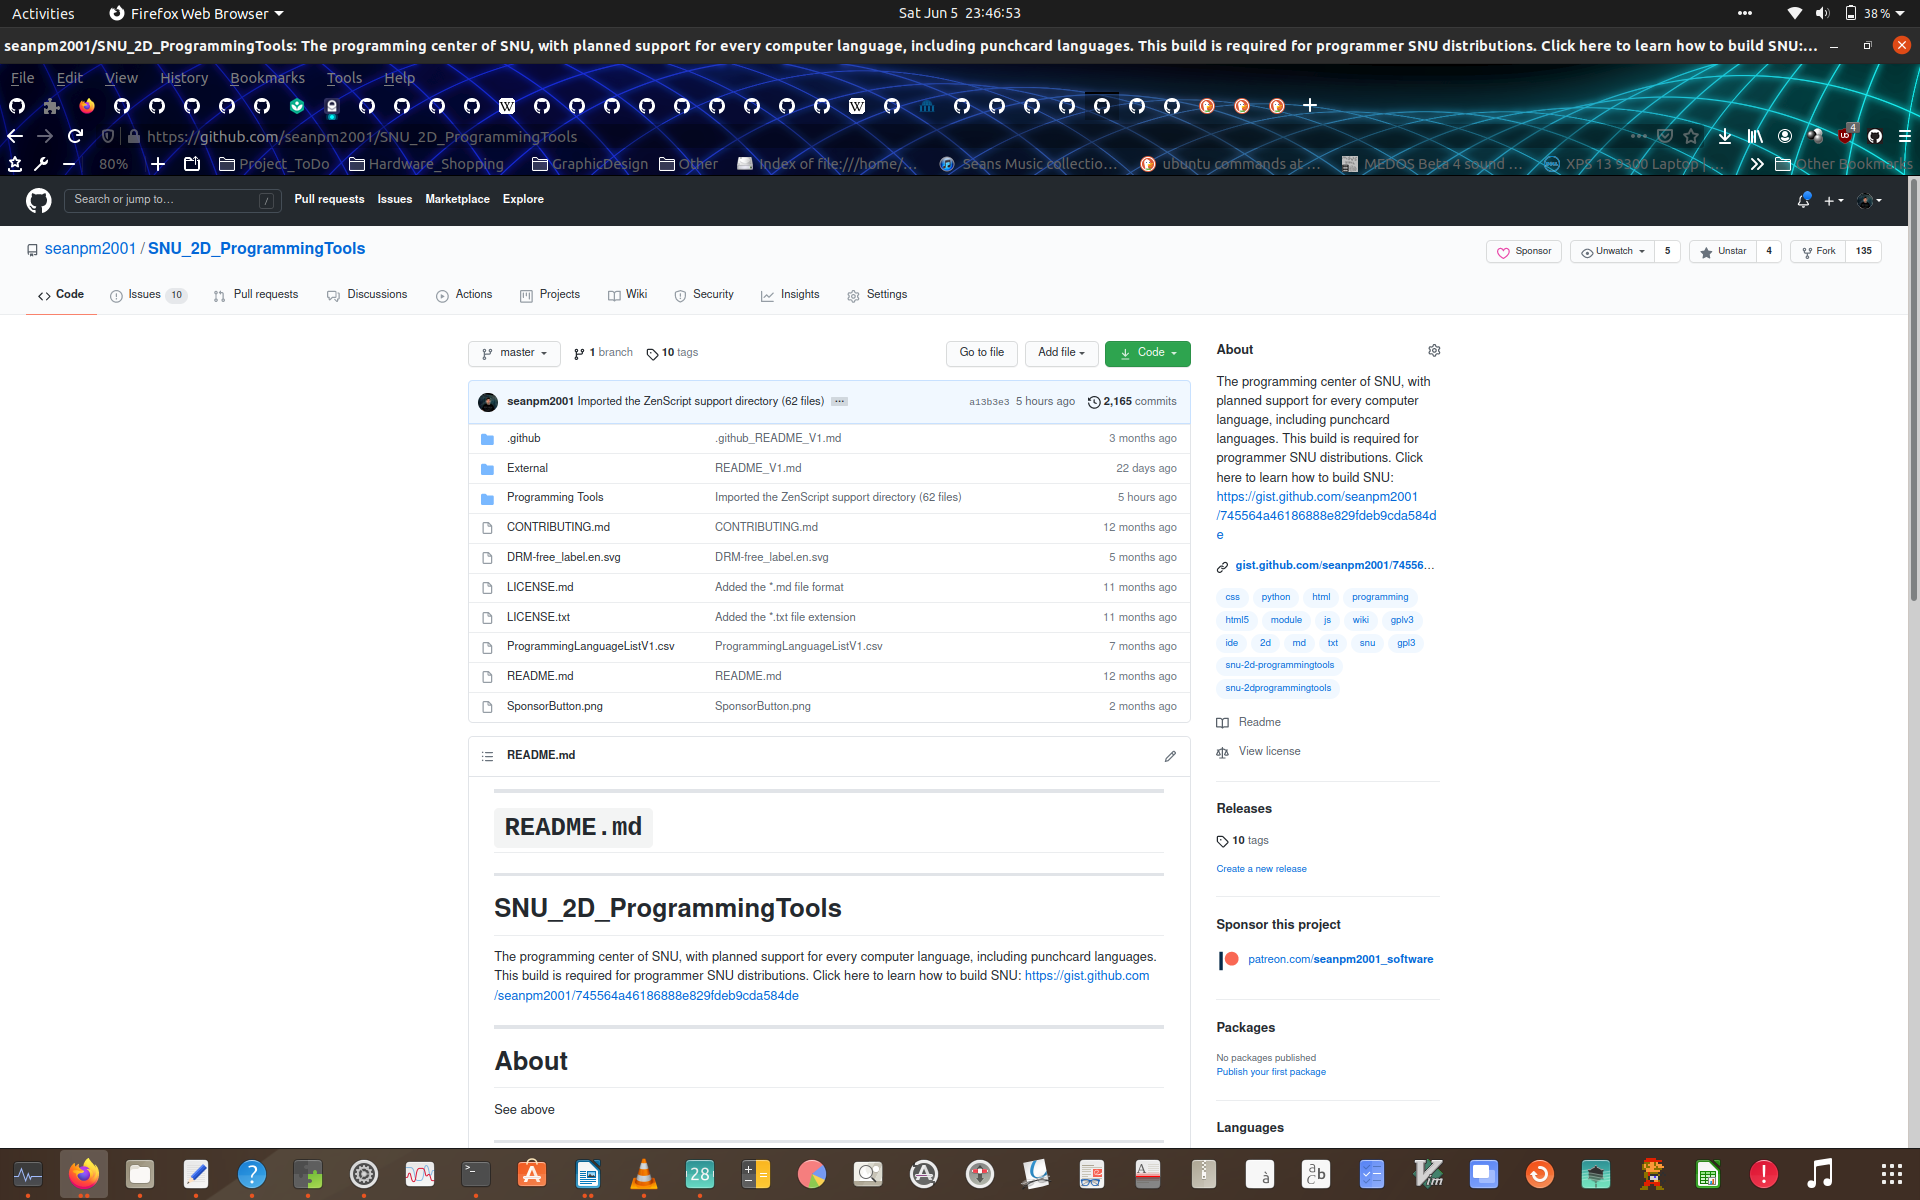 Activities Firefox Web Browser Sat Jun 5 23:46:53 38%
seanpm2001/SNU_2D_ProgrammingTools: The programming center of SNU, with planned support for every computer language, including punchcard languages. This build is required for programmer SNU distributions. Click here to learn how to build SNU:...
File Edit View History Bookmarks Tools Help
https://github.com/seanpm2001/SNU_2D_ProgrammingTools 4
80% Project_ToDo Hardware_Shopping GraphicDesign Other Index of file:///home/... Seans Music collectio... ubuntu commands at ... MEDOS Beta 4 sound ... XPS 13 9300 Laptop | ... Other Bookmarks
Search or jump to... / Pull requests Issues Marketplace Explore
seanpm2001 / SNU_2D_ProgrammingTools Sponsor Unwatch 5 Unstar 4 Fork 135
Code Issues 10 Pull requests Discussions Actions Projects Wiki Security Insights Settings
master 1 branch 10 tags Go to file Add file Code
seanpm2001 Imported the ZenScript support directory (62 files) ... a13b3e3 5 hours ago 2,165 commits
.github .github_README_V1.md 3 months ago
External README_V1.md 22 days ago
Programming Tools Imported the ZenScript support directory (62 files) 5 hours ago
CONTRIBUTING.md CONTRIBUTING.md 12 months ago
DRM-free_label.en.svg DRM-free_label.en.svg 5 months ago
LICENSE.md Added the *.md file format 11 months ago
LICENSE.txt Added the *.txt file extension 11 months ago
ProgrammingLanguageListV1.csv ProgrammingLanguageListV1.csv 7 months ago
README.md README.md 12 months ago
SponsorButton.png SponsorButton.png 2 months ago
README.md
README.md
SNU_2D_ProgrammingTools
The programming center of SNU, with planned support for every computer language, including punchcard languages.
This build is required for programmer SNU distributions. Click here to learn how to build SNU: https://gist.github.com
/seanpm2001/745564a46186888e829fdeb9cda584de
About
See above
About
The programming center of SNU, with
planned support for every computer
language, including punchcard
languages. This build is required for
programmer SNU distributions. Click
here to learn how to build SNU:
https://gist.github.com/seanpm2001
/745564a46186888e829fdeb9cda584d
e
gist.github.com/seanpm2001/74556...
css python html programming
html5 module js wiki gplv3
ide 2d md txt snu gpl3
snu-2d-programmingtools
snu-2dprogrammingtools
Readme
View license
Releases
10 tags
Create a new release
Sponsor this project
patreon.com/seanpm2001_software
Packages
No packages published
Publish your first package
Languages
28